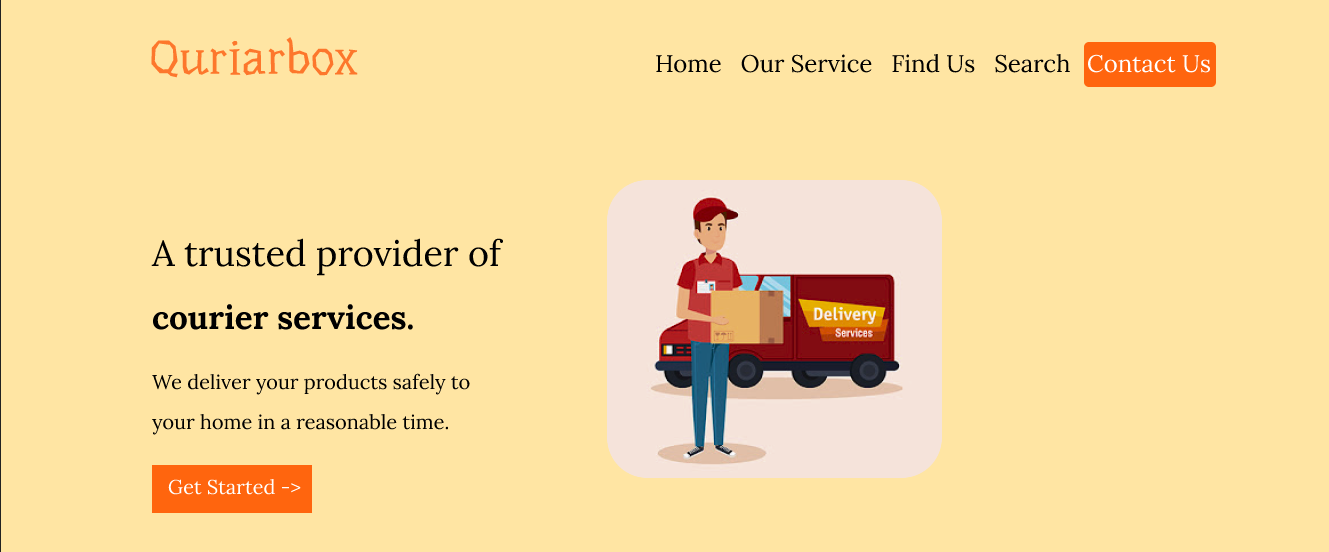 Quriarbox
Home Our Service Find Us Search Contact Us
A trusted provider of
courier services.
We deliver your products safely to
your home in a reasonable time.
Get Started ->
Delivery
Services